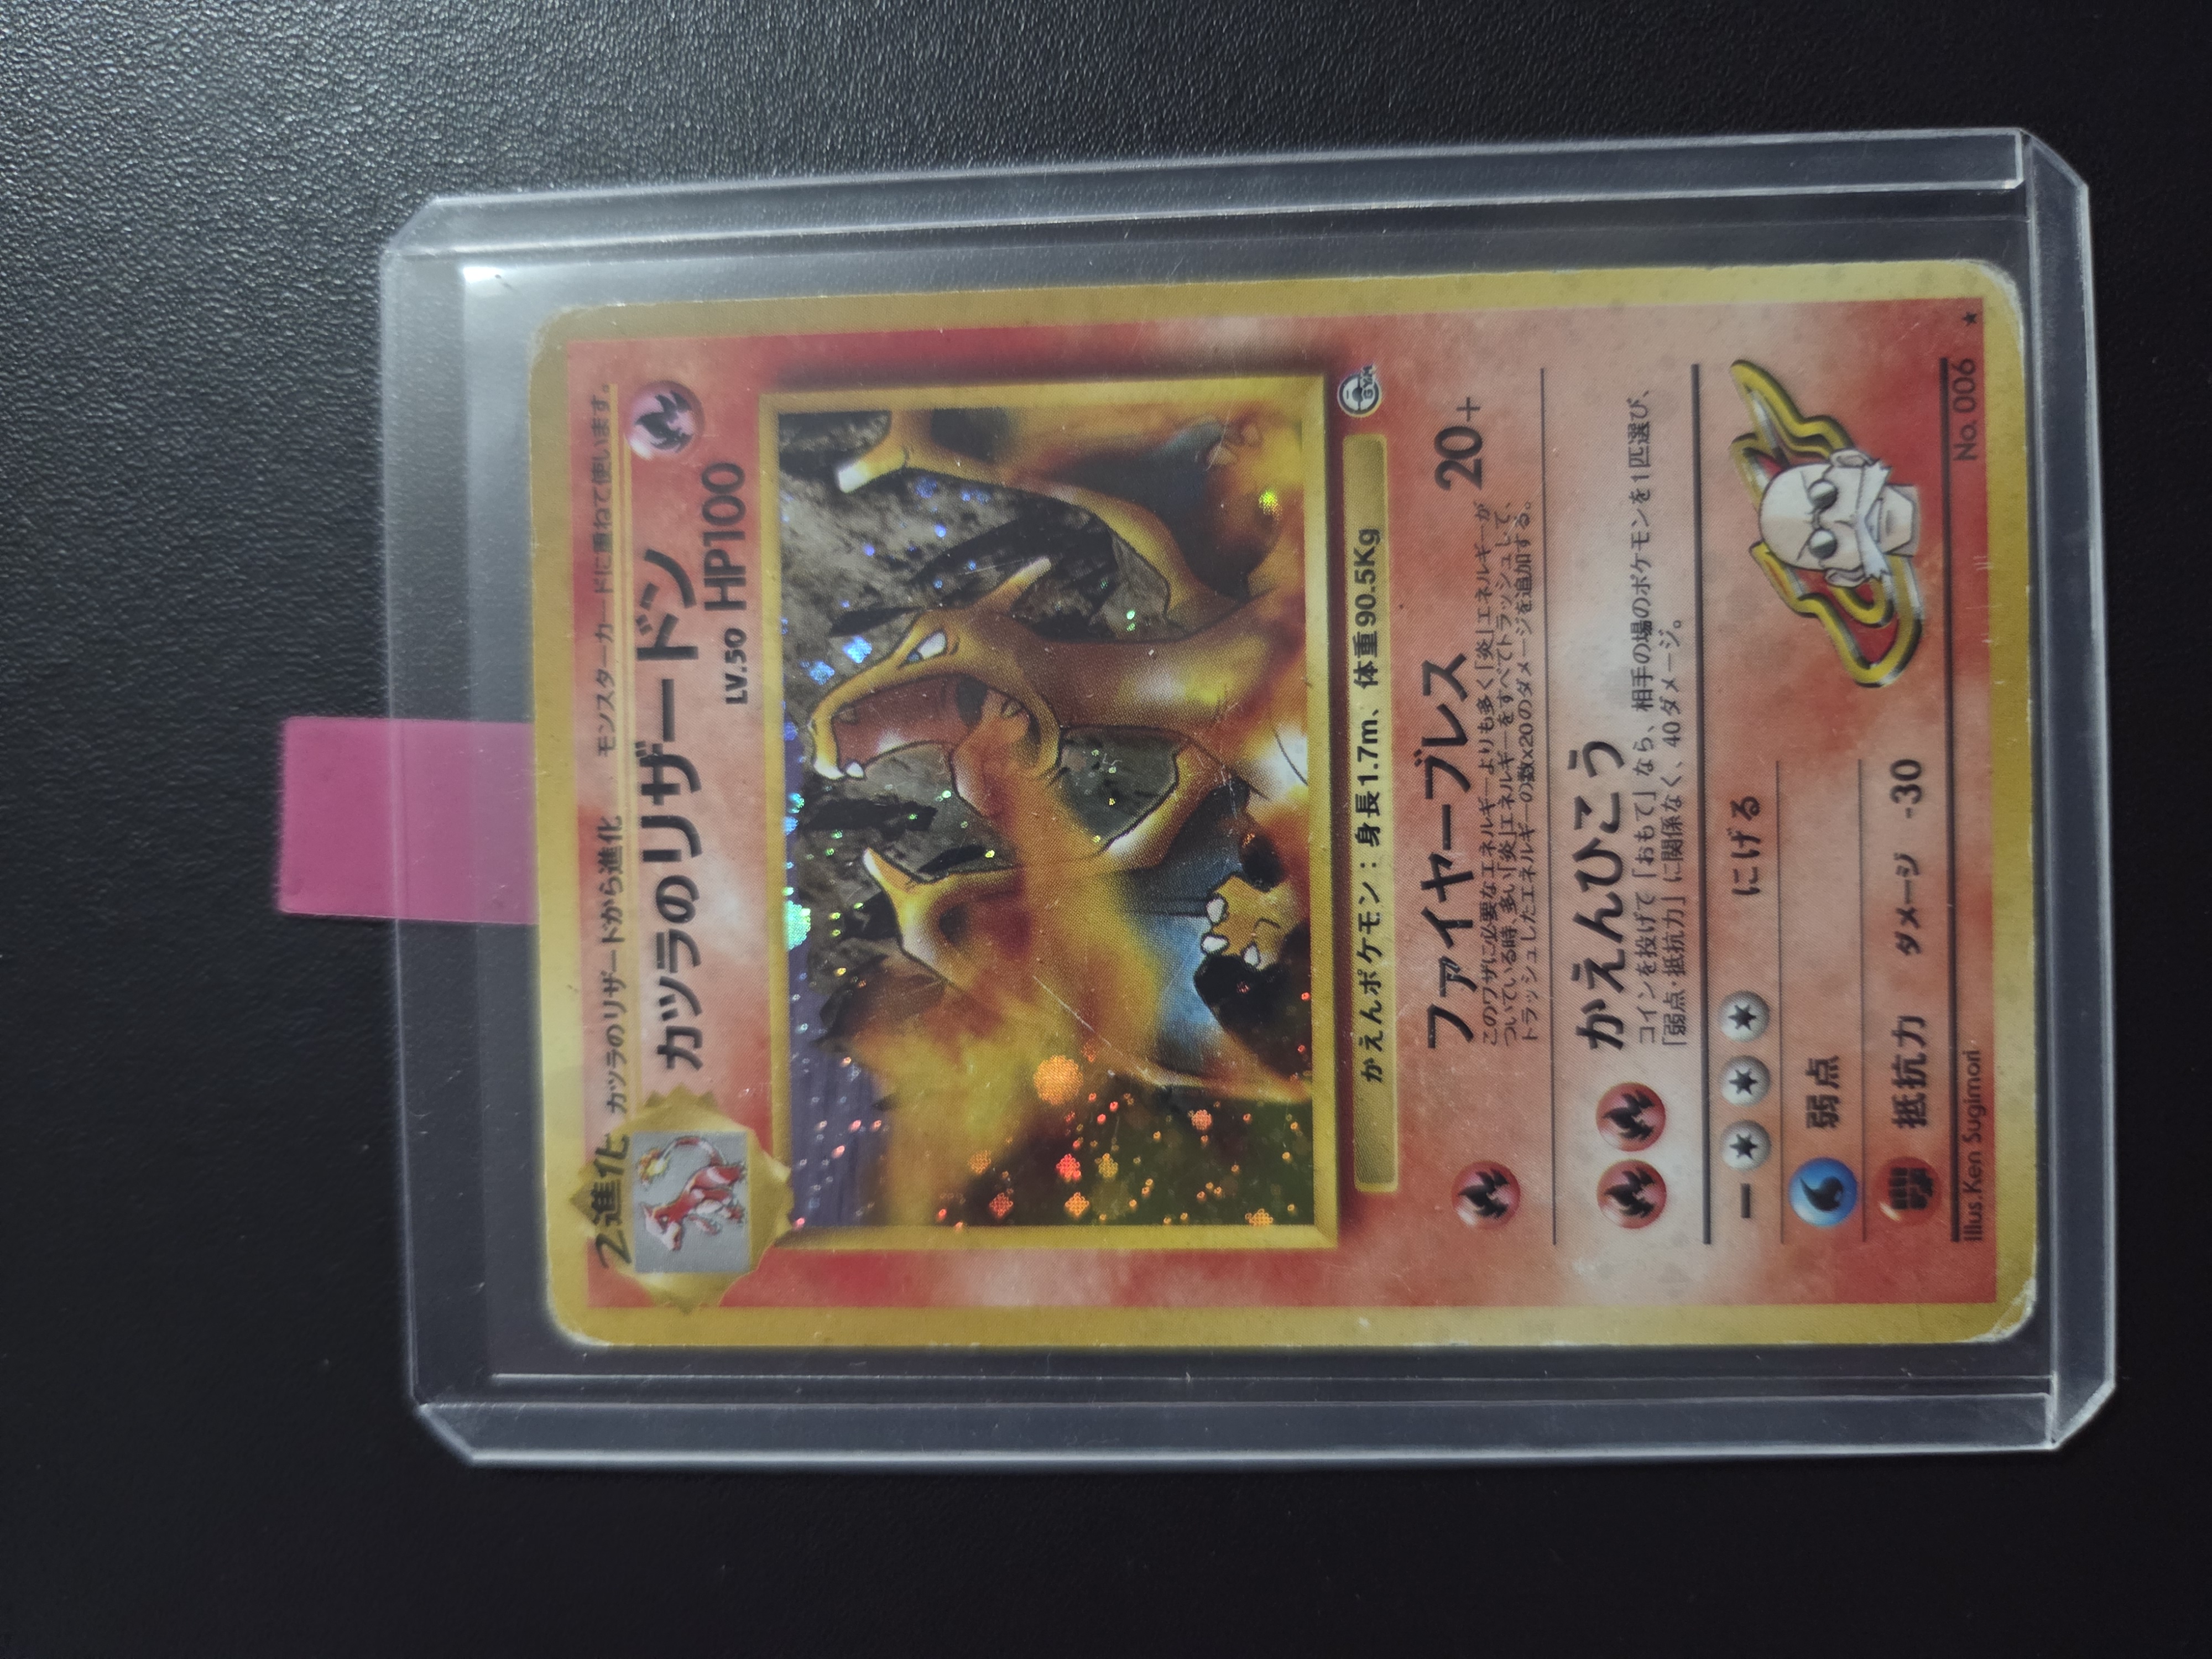 2進化 カツラのリザードから進化 モンスターカードに重ねて使います。
カツラのリザードン
LV.50 HP100
GYM
かえんポケモン：身長1.7m、体重90.5Kg
ファイヤーブレス 20+
このワザに必要なエネルギーよりも多く「炎」エネルギーが
ついている時、多い「炎」エネルギーをすべてトラッシュして、
トラッシュしたエネルギーの数x20のダメージを追加する。
かえんひこう
コインを投げて「おもて」なら、相手の場のポケモンを1匹選び、
「弱点・抵抗力」に関係なく、40ダメージ。
にげる
弱点
抵抗力 ダメージ -30
Illus.Ken Sugimori No. 006 ★